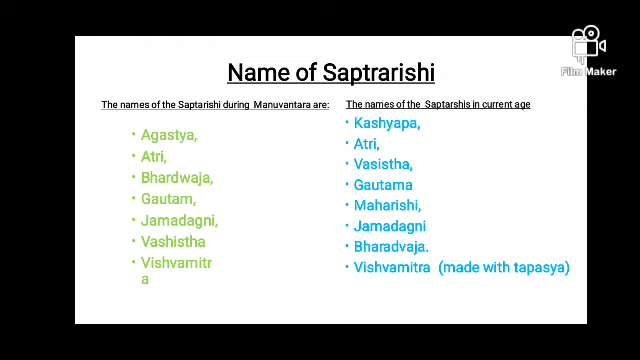 Name of Saptrarishi
Film Maker
The names of the Saptarishi during Manuvantara are:
• Agastya,
• Atri,
• Bhardwaja,
• Gautam,
• Jamadagni,
• Vashistha
• Vishvamitr
a
The names of the Saptarshis in current age
• Kashyapa,
• Atri,
• Vasistha,
• Gautama
• Maharishi,
• Jamadagni
• Bharadvaja.
• Vishvamitra (made with tapasya)